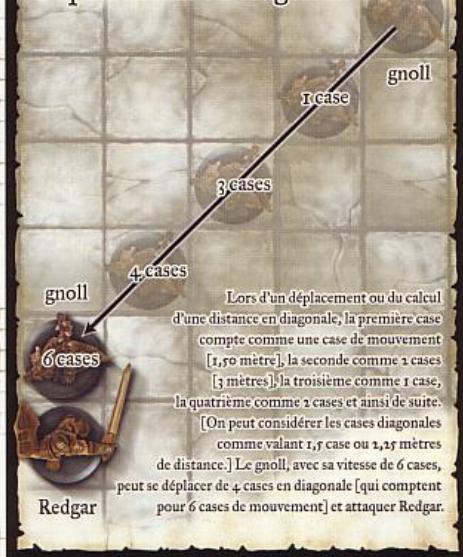 gnoll
1 case
3 cases
4 cases
gnoll
6 cases
Redgar
Lors d'un déplacement ou du calcul
d'une distance en diagonale, la première case
compte comme une case de mouvement
[1,50 mètre], la seconde comme 2 cases
[3 mètres], la troisième comme 1 case,
la quatrième comme 2 cases et ainsi de suite.
[On peut considérer les cases diagonales
comme valant 1,5 case ou 2,25 mètres
de distance.] Le gnoll, avec sa vitesse de 6 cases,
peut se déplacer de 4 cases en diagonale [qui comptent
pour 6 cases de mouvement] et attaquer Redgar.